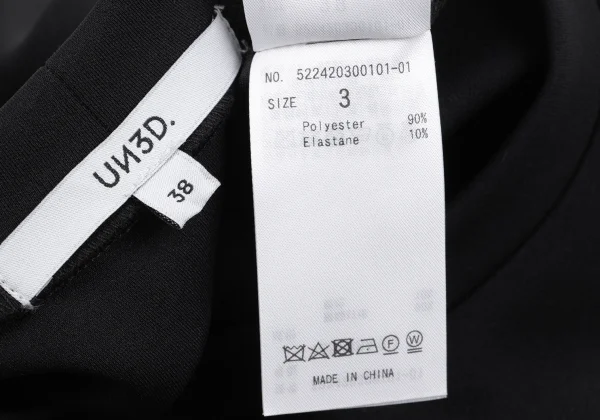 UN3D.
38
NO. 522420300101-01
SIZE 3
Polyester 90%
Elastane 10%
F W
MADE IN CHINA